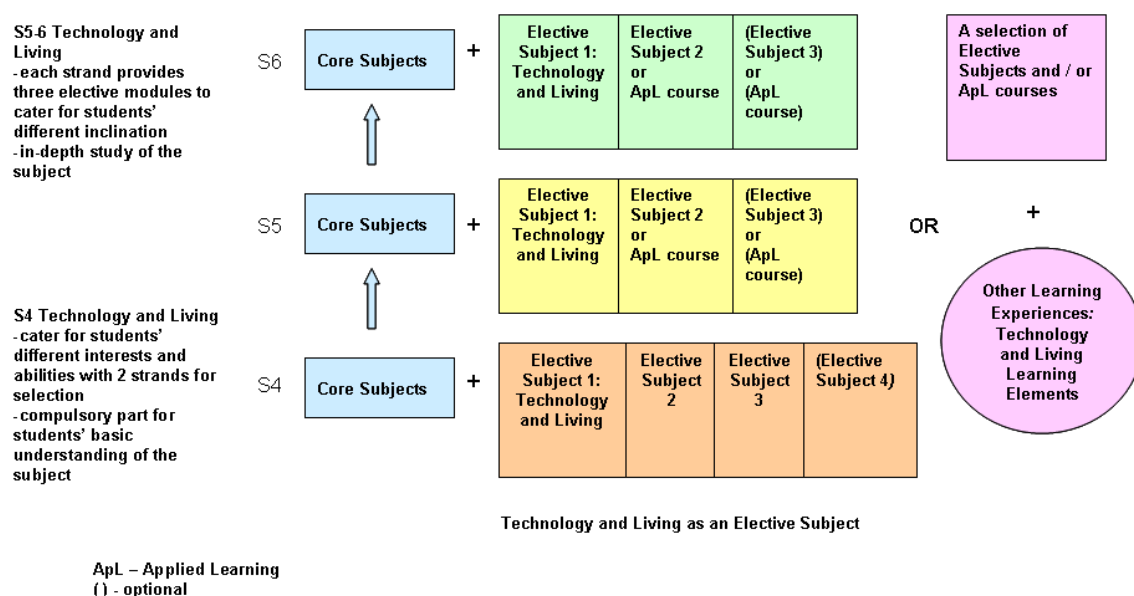 S5-6 Technology and
Living
-each strand provides
three elective modules to
cater for students'
different inclination
-in-depth study of the
subject
S6
Core Subjects
+
Elective
Subject 1:
Technology
and Living
Elective
Subject 2
or
ApL course
(Elective
Subject 3)
or
(ApL
course)
A selection of
Elective
Subjects and / or
ApL courses
S5
Core Subjects
+
Elective
Subject 1:
Technology
and Living
Elective
Subject 2
or
ApL course
(Elective
Subject 3)
or
(ApL
course)
OR
+
Other Learning
Experiences:
Technology
and Living
Learning
Elements
S4 Technology and Living
-cater for students'
different interests and
abilities with 2 strands for
selection
-compulsory part for
students' basic
understanding of the
subject
S4
Core Subjects
+
Elective
Subject 1:
Technology
and Living
Elective
Subject
2
Elective
Subject
3
(Elective
Subject 4)
Technology and Living as an Elective Subject
ApL – Applied Learning
( ) - optional